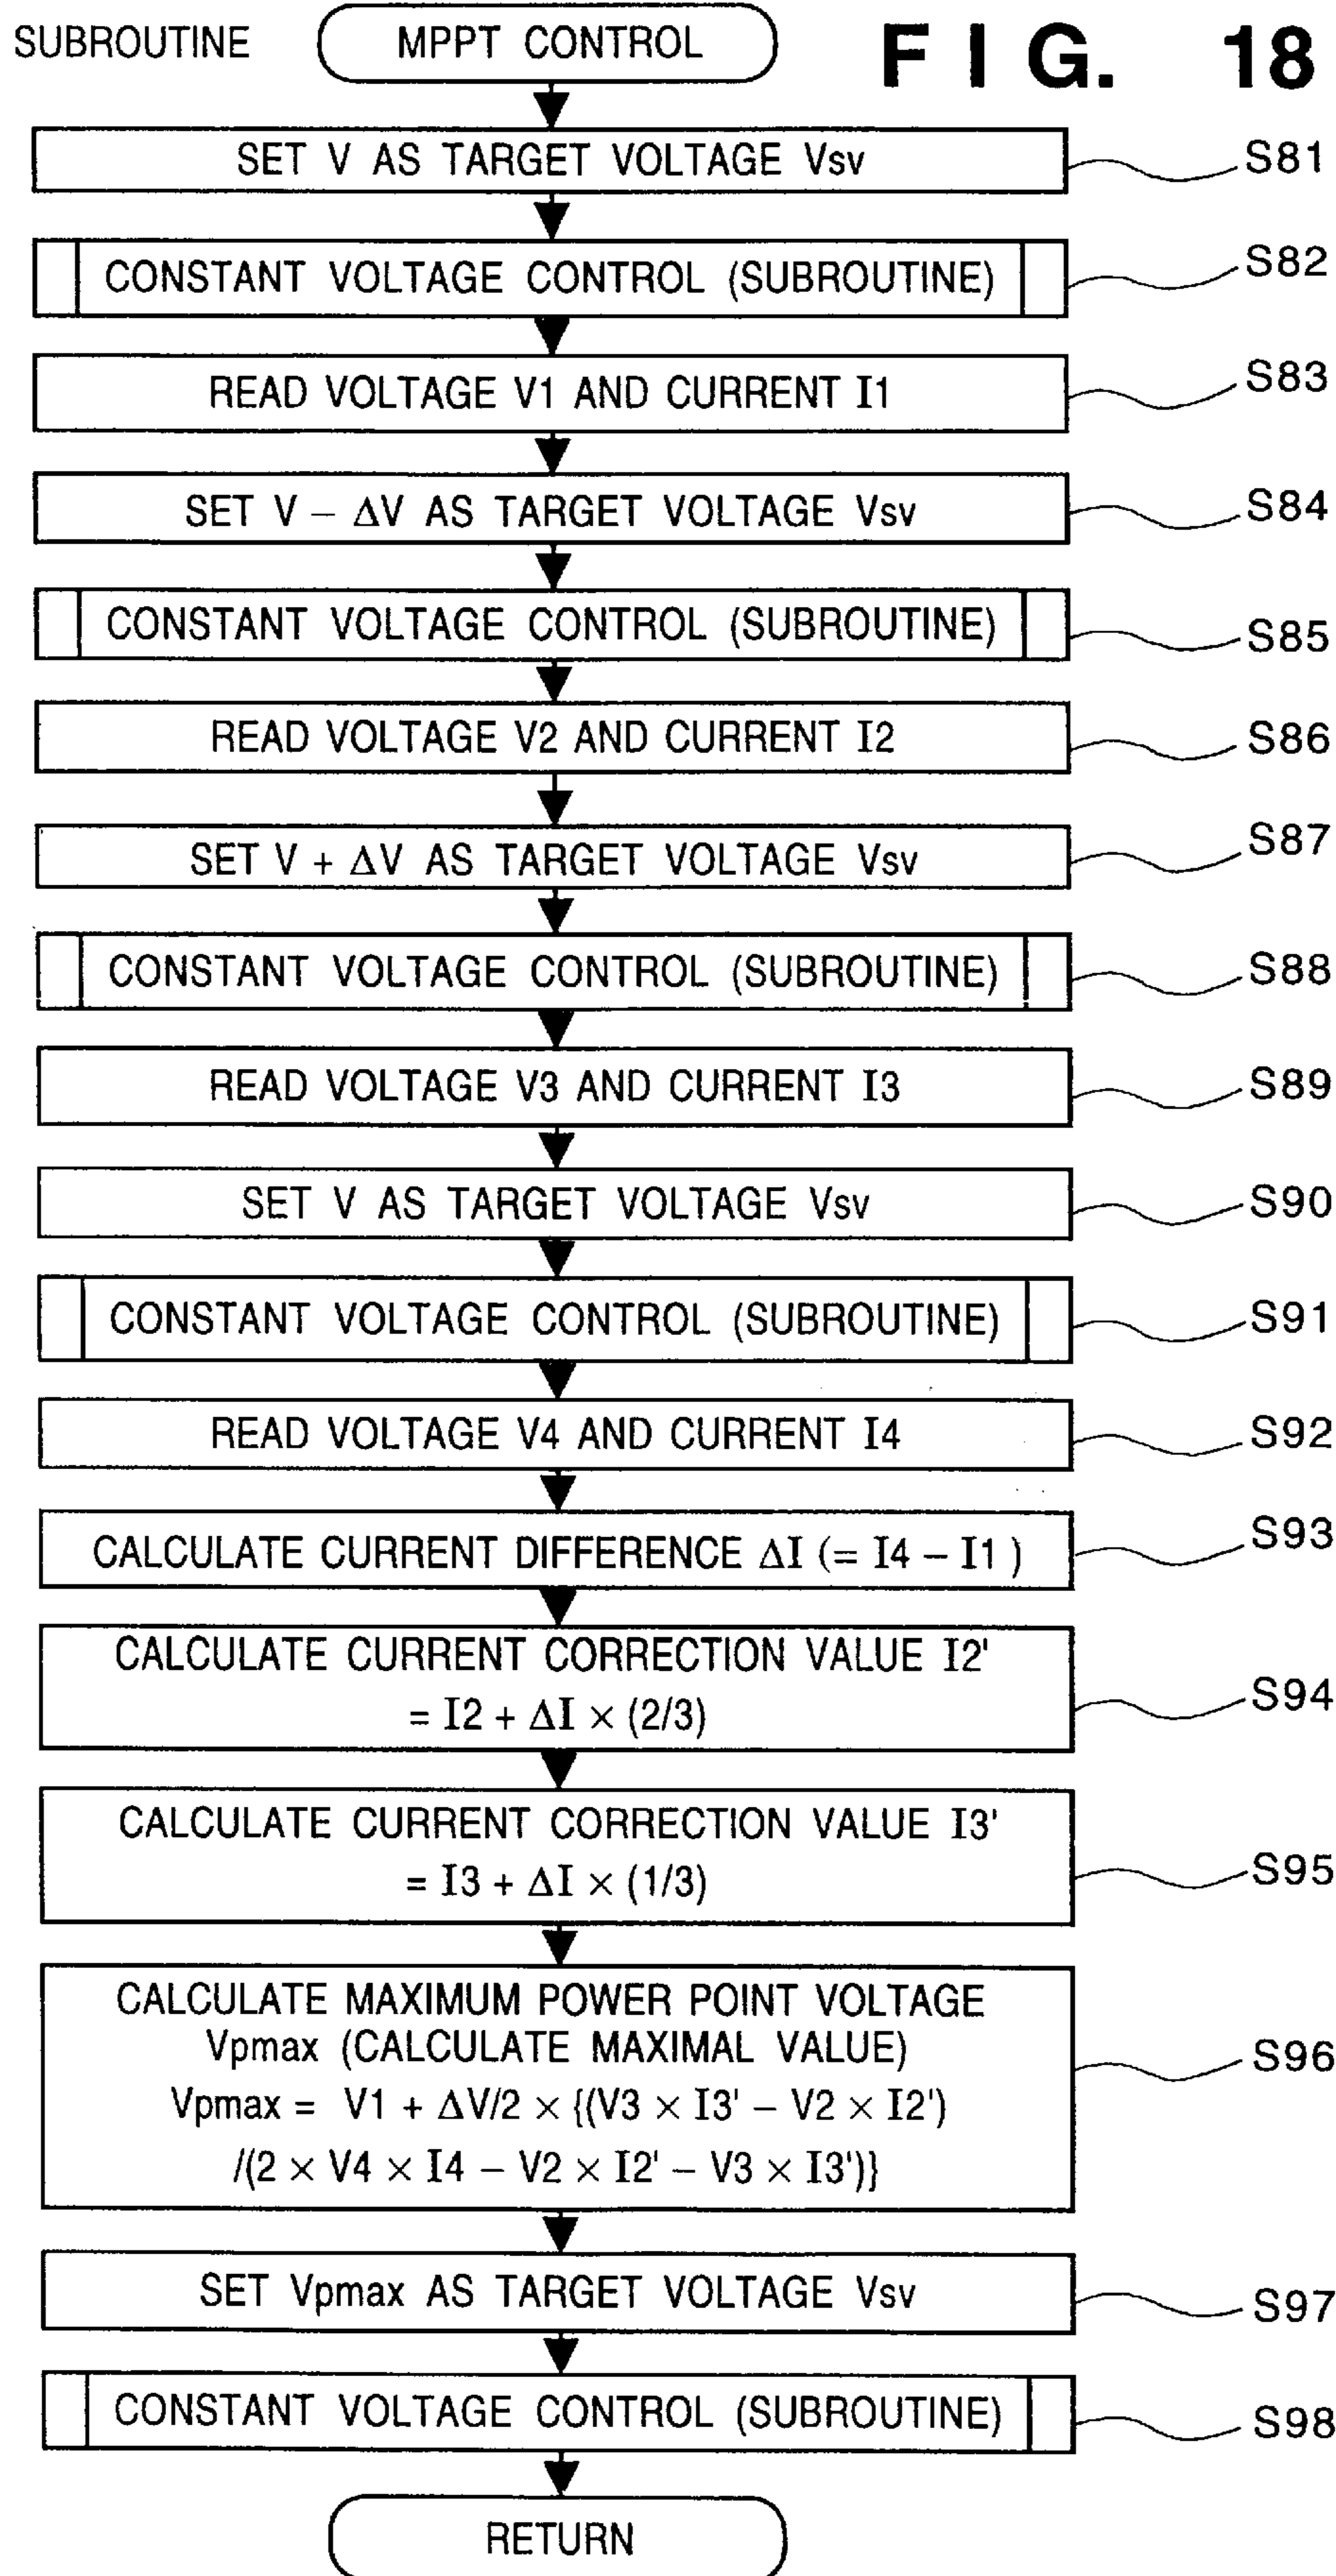 SUBROUTINE
MPPT CONTROL
FIG. 18
SET V AS TARGET VOLTAGE Vsv
S81
CONSTANT VOLTAGE CONTROL (SUBROUTINE)
S82
READ VOLTAGE V1 AND CURRENT I1
S83
SET V – ΔV AS TARGET VOLTAGE Vsv
S84
CONSTANT VOLTAGE CONTROL (SUBROUTINE)
S85
READ VOLTAGE V2 AND CURRENT I2
S86
SET V + ΔV AS TARGET VOLTAGE Vsv
S87
CONSTANT VOLTAGE CONTROL (SUBROUTINE)
S88
READ VOLTAGE V3 AND CURRENT I3
S89
SET V AS TARGET VOLTAGE Vsv
S90
CONSTANT VOLTAGE CONTROL (SUBROUTINE)
S91
READ VOLTAGE V4 AND CURRENT I4
S92
CALCULATE CURRENT DIFFERENCE ΔI (= I4 – I1 )
S93
CALCULATE CURRENT CORRECTION VALUE I2'
= I2 + ΔI × (2/3)
S94
CALCULATE CURRENT CORRECTION VALUE I3'
= I3 + ΔI × (1/3)
S95
CALCULATE MAXIMUM POWER POINT VOLTAGE
Vpmax (CALCULATE MAXIMAL VALUE)
Vpmax = V1 + ΔV/2 × {(V3 × I3' – V2 × I2')
/(2 × V4 × I4 – V2 × I2' – V3 × I3')}
S96
SET Vpmax AS TARGET VOLTAGE Vsv
S97
CONSTANT VOLTAGE CONTROL (SUBROUTINE)
S98
RETURN